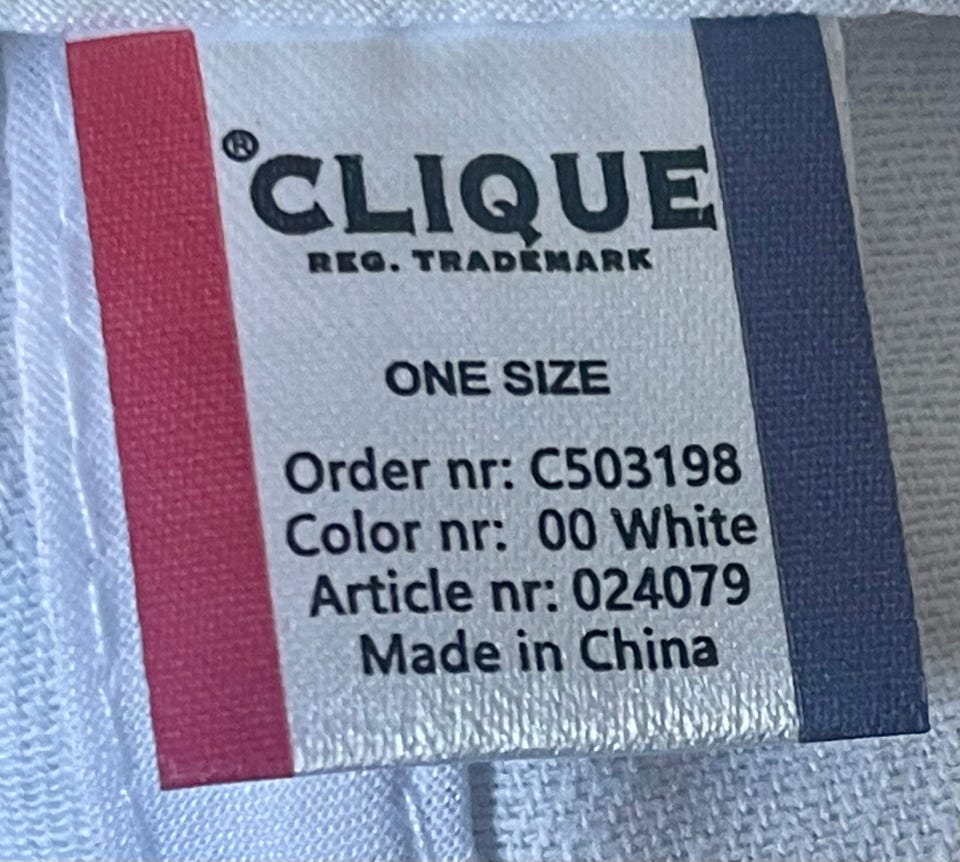 ® CLIQUE
REG. TRADEMARK
ONE SIZE
Order nr: C503198
Color nr: 00 White
Article nr: 024079
Made in China